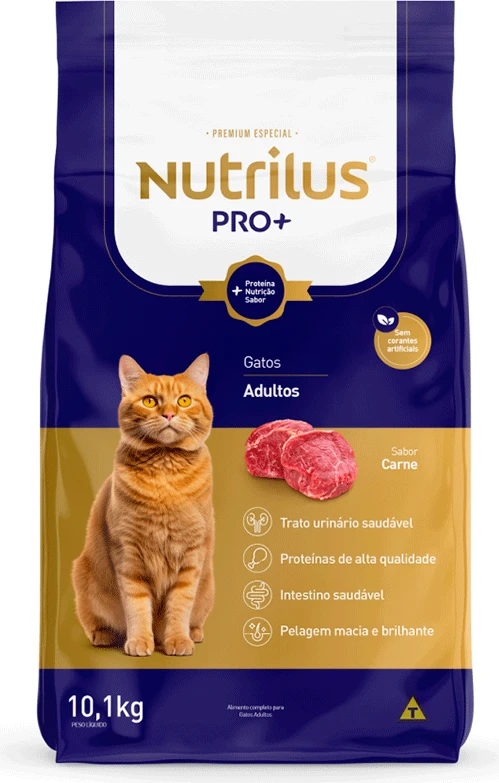 • PREMIUM ESPECIAL •
Nutrilus®
PRO+
+ Proteína
Nutrição
Sabor
Sem
corantes
artificiais
Gatos
Adultos
Sabor
Carne
Trato urinário saudável
Proteínas de alta qualidade
Intestino saudável
Pelagem macia e brilhante
10,1kg
PESO LÍQUIDO
Alimento completo para
Gatos Adultos.
T